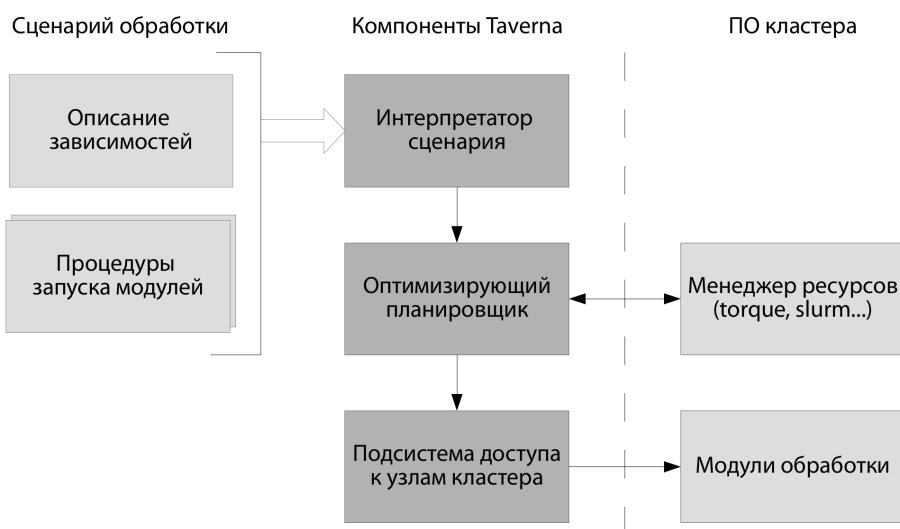 Сценарий обработки
Компоненты Taverna
ПО кластера
Описание
зависимостей
Интерпретатор
сценария
Процедуры
запуска модулей
Оптимизирующий
планировщик
Менеджер ресурсов
(torque, slurm...)
Подсистема доступа
к узлам кластера
Модули обработки